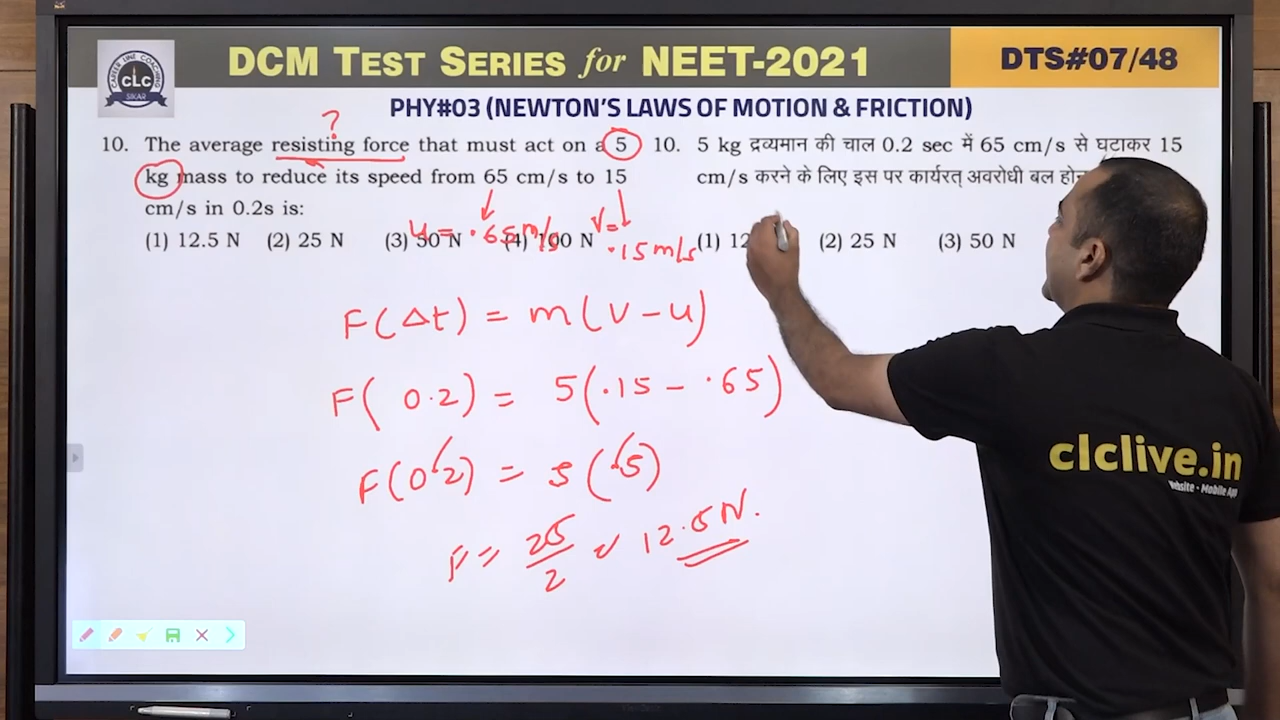 DCM TEST SERIES for NEET-2021
DTS#07/48
CLC
SIKAR
PHY#03 (NEWTON'S LAWS OF MOTION & FRICTION)
?
10. The average resisting force that must act on a 5
kg mass to reduce its speed from 65 cm/s to 15
cm/s in 0.2s is:
(1) 12.5 N (2) 25 N (3) 50 N (4) 100 N
u = .65m/s
v=
.15m/s
10. 5 kg द्रव्यमान की चाल 0.2 sec में 65 cm/s से घटाकर 15
cm/s करने के लिए इस पर कार्यरत् अवरोधी बल
(1) 12 (2) 25 N (3) 50 N
F(Δt) = m(v-u)
F( 0.2) = 5(.15 - .65)
F(0.2) = 5(.5)
F = 25/2 = 12.5N.
clclive.in
Website • Mobile App